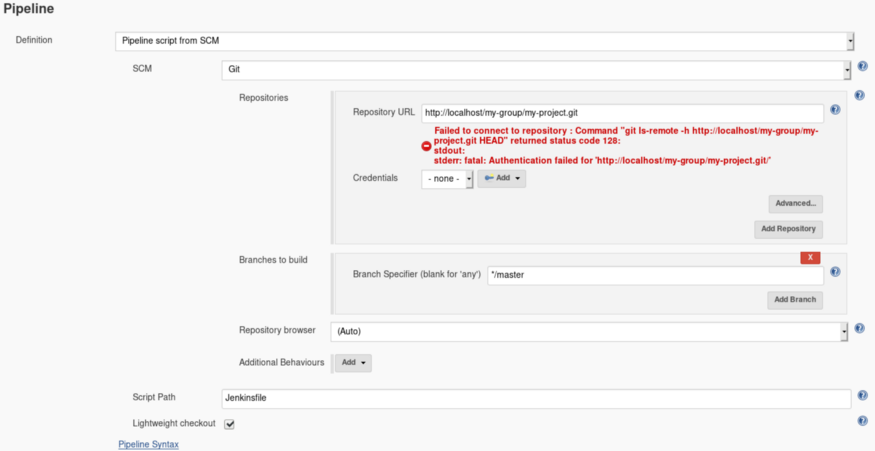 Pipeline
Definition
Pipeline script from SCM
SCM
Git
Repositories
Repository URL
http://localhost/my-group/my-project.git
Failed to connect to repository : Command "git ls-remote -h http://localhost/my-group/my-
project.git HEAD" returned status code 128:
stdout:
stderr: fatal: Authentication failed for 'http://localhost/my-group/my-project.git/'
Credentials
- none -
Add
Advanced...
Add Repository
Branches to build
X
Branch Specifier (blank for 'any')
*/master
Add Branch
Repository browser
(Auto)
Additional Behaviours
Add
Script Path
Jenkinsfile
Lightweight checkout
Pipeline Syntax